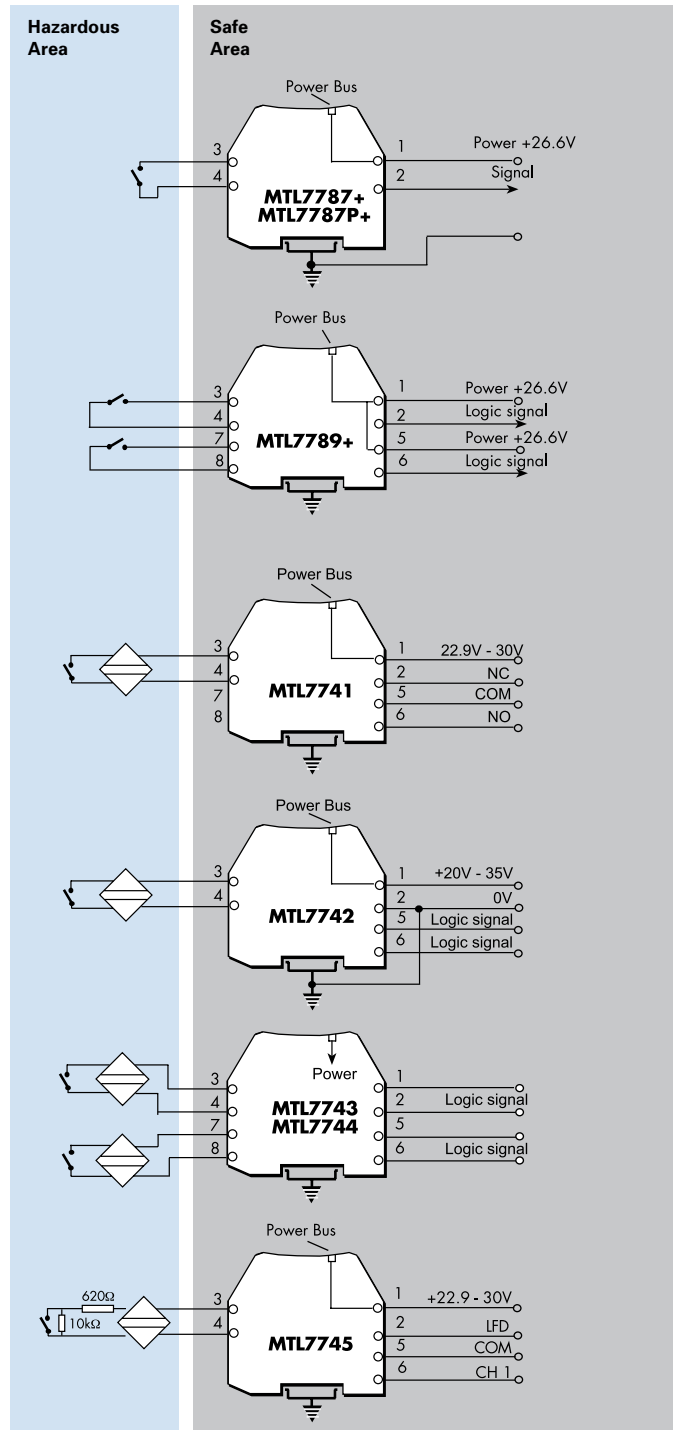 Hazardous
Area
Safe
Area
Power Bus
3
4
MTL7787+
MTL7787P+
1
Power +26.6V
2
Signal
Power Bus
3
4
7
8
MTL7789+
1
Power +26.6V
2
Logic signal
5
Power +26.6V
6
Logic signal
Power Bus
3
4
7
8
MTL7741
1
22.9V - 30V
2
NC
5
COM
6
NO
Power Bus
3
4
MTL7742
1
+20V - 35V
2
0V
5
Logic signal
6
Logic signal
Power
3
4
7
8
MTL7743
MTL7744
1
2
Logic signal
5
6
Logic signal
Power Bus
620Ω
10kΩ
3
4
MTL7745
1
+22.9 - 30V
2
LFD
5
COM
6
CH 1